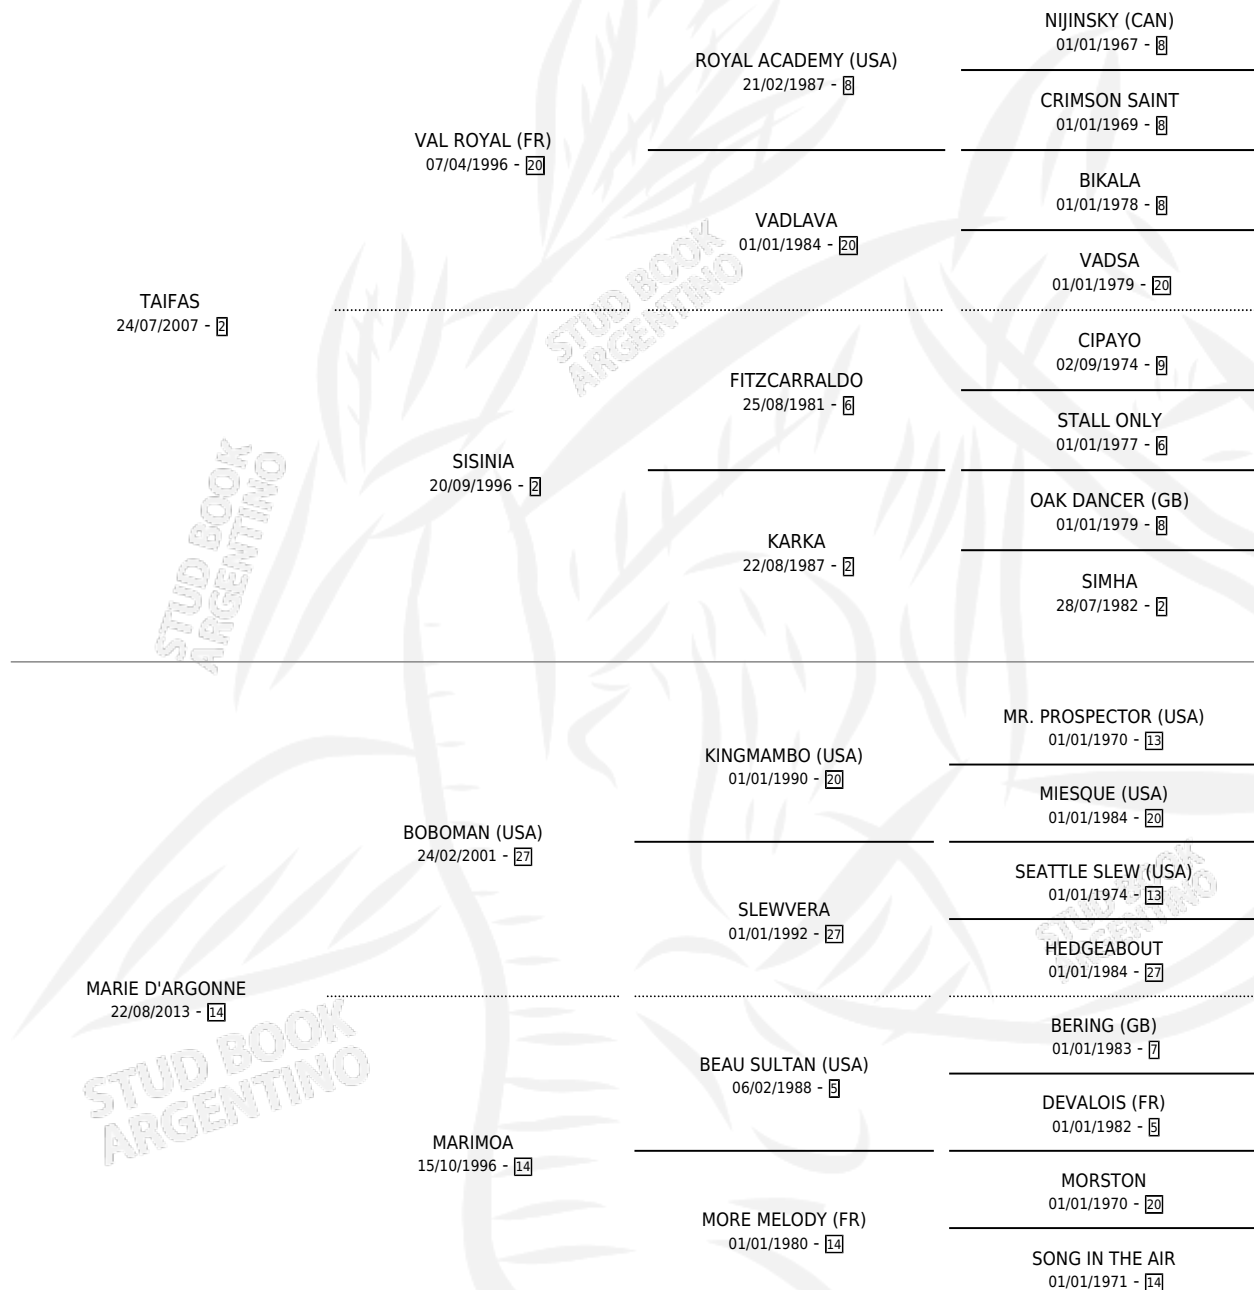 NIJINSKY (CAN)
01/01/1967 - 8
ROYAL ACADEMY (USA)
21/02/1987 - 8
CRIMSON SAINT
01/01/1969 - 8
VAL ROYAL (FR)
07/04/1996 - 20
BIKALA
01/01/1978 - 8
VADLAVA
01/01/1984 - 20
VADSA
01/01/1979 - 20
TAIFAS
24/07/2007 - 2
CIPAYO
02/09/1974 - 9
FITZCARRALDO
25/08/1981 - 6
STALL ONLY
01/01/1977 - 6
SISINIA
20/09/1996 - 2
OAK DANCER (GB)
01/01/1979 - 8
KARKA
22/08/1987 - 2
SIMHA
28/07/1982 - 2
MR. PROSPECTOR (USA)
01/01/1970 - 13
KINGMAMBO (USA)
01/01/1990 - 20
MIESQUE (USA)
01/01/1984 - 20
BOBOMAN (USA)
24/02/2001 - 27
SEATTLE SLEW (USA)
01/01/1974 - 13
SLEWVERA
01/01/1992 - 27
HEDGEABOUT
01/01/1984 - 27
MARIE D'ARGONNE
22/08/2013 - 14
BERING (GB)
01/01/1983 - 7
BEAU SULTAN (USA)
06/02/1988 - 5
DEVALOIS (FR)
01/01/1982 - 5
MARIMOA
15/10/1996 - 14
MORSTON
01/01/1970 - 20
MORE MELODY (FR)
01/01/1980 - 14
SONG IN THE AIR
01/01/1971 - 14
STUD BOOK
ARGENTINO
STUD BOOK
ARGENTINO
STUD BOOK
ARGENTINO
STUD BOOK
ARGENTINO